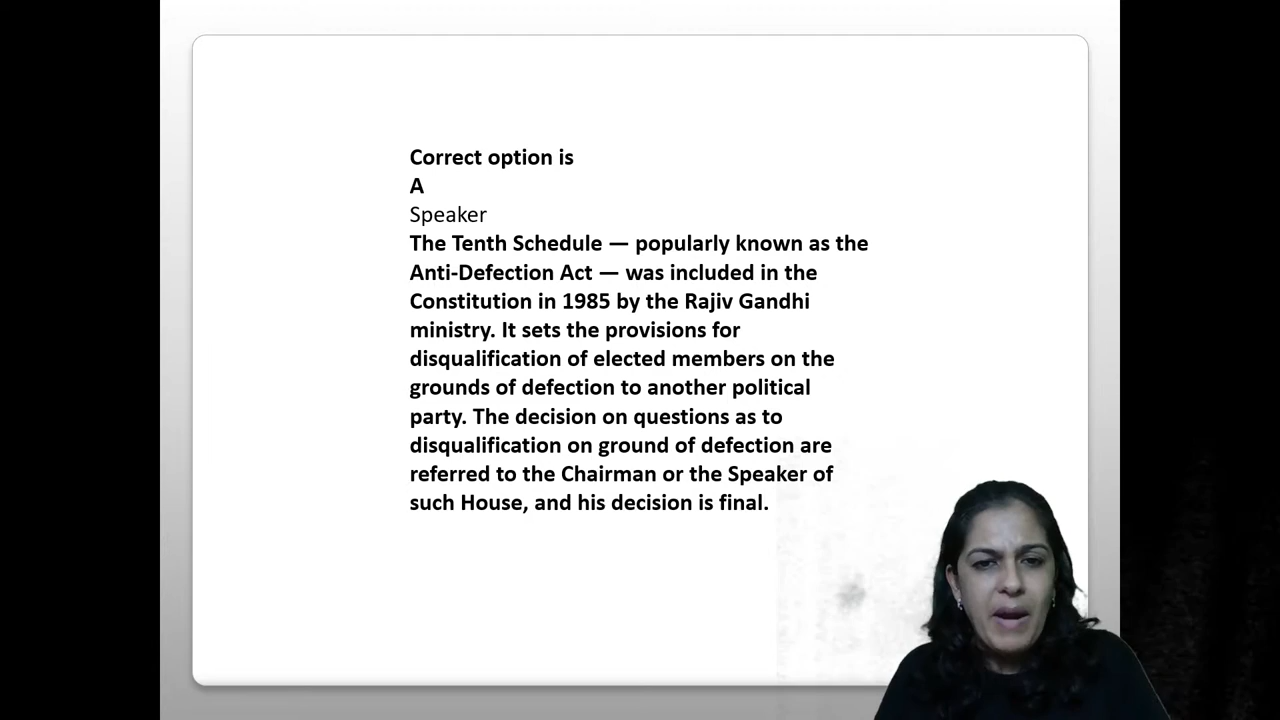 Correct option is
A
Speaker
The Tenth Schedule — popularly known as the
Anti-Defection Act — was included in the
Constitution in 1985 by the Rajiv Gandhi
ministry. It sets the provisions for
disqualification of elected members on the
grounds of defection to another political
party. The decision on questions as to
disqualification on ground of defection are
referred to the Chairman or the Speaker of
such House, and his decision is final.